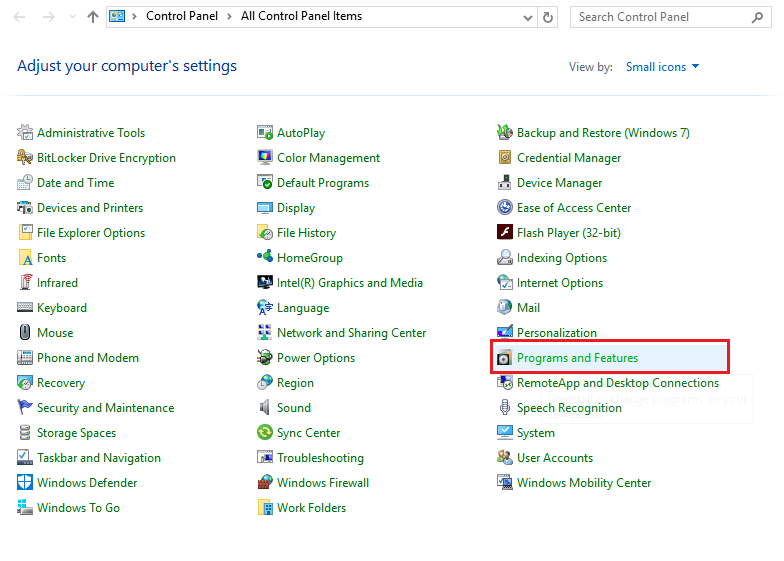 Control Panel > All Control Panel Items
Search Control Panel
Adjust your computer's settings
View by: Small icons
Administrative Tools
AutoPlay
Backup and Restore (Windows 7)
BitLocker Drive Encryption
Color Management
Credential Manager
Date and Time
Default Programs
Device Manager
Devices and Printers
Display
Ease of Access Center
File Explorer Options
File History
Flash Player (32-bit)
Fonts
HomeGroup
Indexing Options
Infrared
Intel(R) Graphics and Media
Internet Options
Keyboard
Language
Mail
Mouse
Network and Sharing Center
Personalization
Phone and Modem
Power Options
Programs and Features
Recovery
Region
RemoteApp and Desktop Connections
change programs on your
Security and Maintenance
Sound
Speech Recognition
Storage Spaces
Sync Center
System
Taskbar and Navigation
Troubleshooting
User Accounts
Windows Defender
Windows Firewall
Windows Mobility Center
Windows To Go
Work Folders